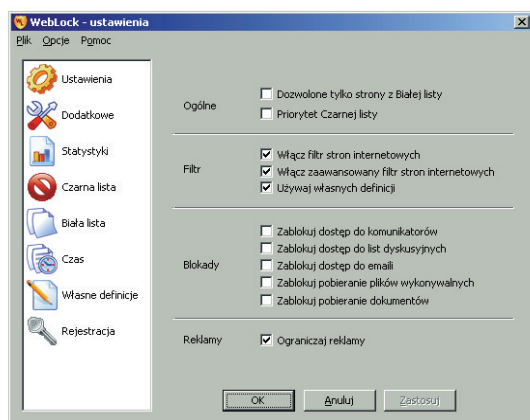 WebLock - ustawienia
Plik Opcje Pomoc
Ustawienia
Dodatkowe
Statystyki
Czarna lista
Biała lista
Czas
Własne definicje
Rejestracja
Ogólne
Dozwolone tylko strony z Białej listy
Priorytet Czarnej listy
Filtr
Włącz filtr stron internetowych
Włącz zaawansowany filtr stron internetowych
Używaj własnych definicji
Blokady
Zablokuj dostęp do komunikatorów
Zablokuj dostęp do list dyskusyjnych
Zablokuj dostęp do emaili
Zablokuj pobieranie plików wykonywalnych
Zablokuj pobieranie dokumentów
Reklamy
Ograniczaj reklamy
OK Anuluj Zastosuj